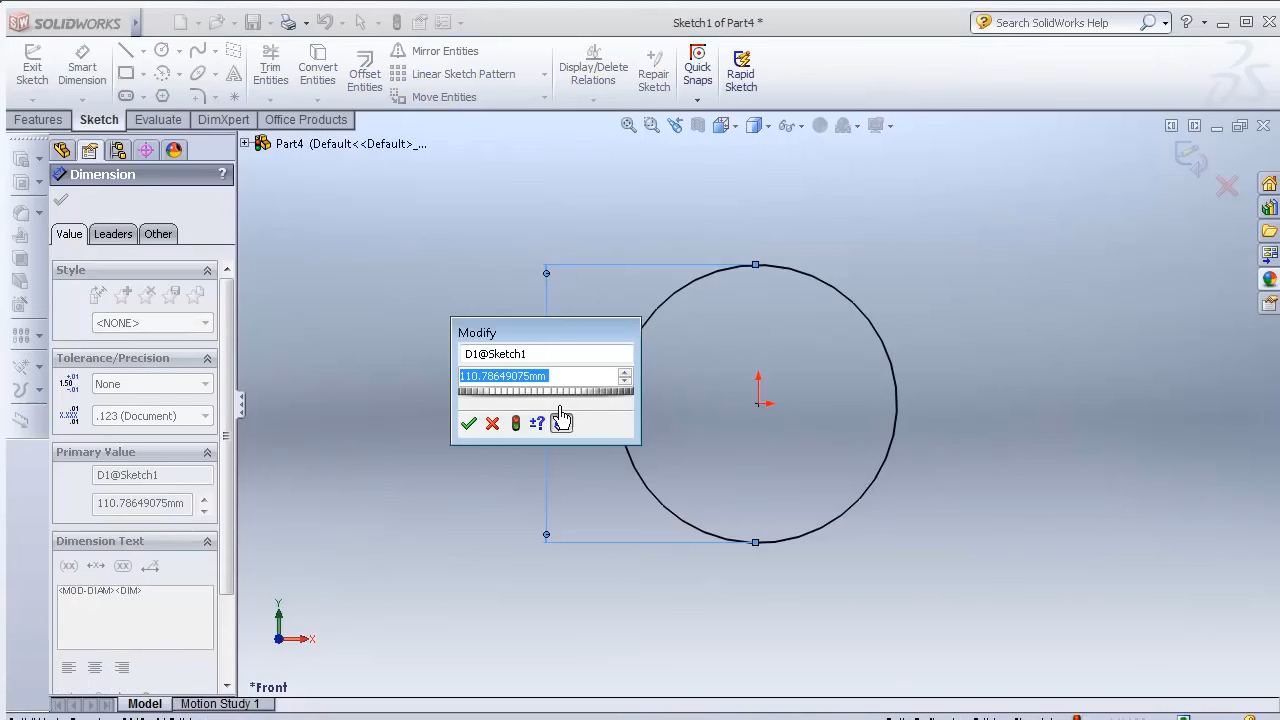 SOLIDWORKS
Sketch1 of Part4 *
Search SolidWorks Help
Exit Sketch
Smart Dimension
Trim Entities
Convert Entities
Offset Entities
Mirror Entities
Linear Sketch Pattern
Move Entities
Display/Delete Relations
Repair Sketch
Quick Snaps
Rapid Sketch
Features Sketch Evaluate DimXpert Office Products
Part4 (Default<<Default>_...
Dimension ?
Value Leaders Other
Style
<NONE>
Tolerance/Precision
None
.123 (Document)
Primary Value
D1@Sketch1
110.78649075mm
Dimension Text
<MOD-DIAM><DIM>
Modify
D1@Sketch1
110.78649075mm
±?
Y
X
*Front
Model Motion Study 1